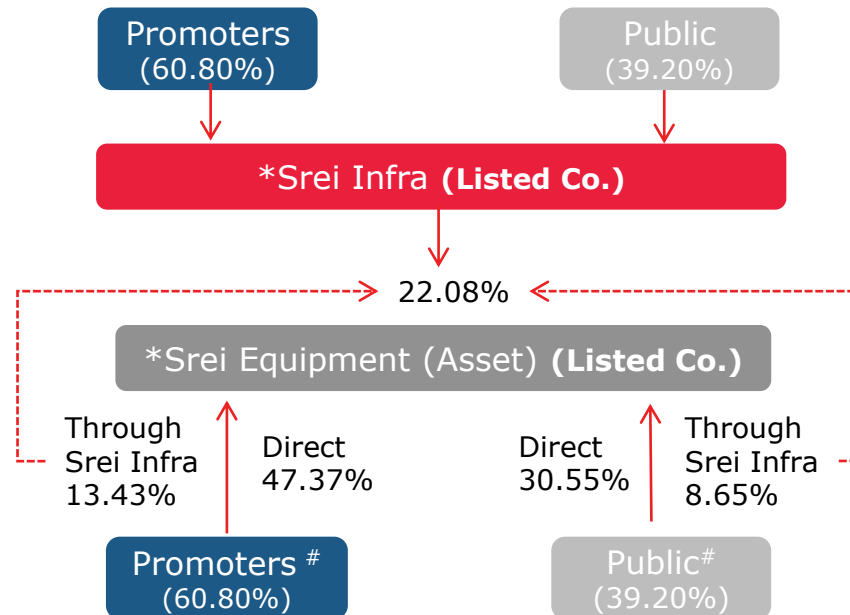 Promoters
(60.80%)
Public
(39.20%)
*Srei Infra (Listed Co.)
22.08%
*Srei Equipment (Asset) (Listed Co.)
Through
Srei Infra
13.43%
Direct
47.37%
Direct
30.55%
Through
Srei Infra
8.65%
Promoters #
(60.80%)
Public#
(39.20%)